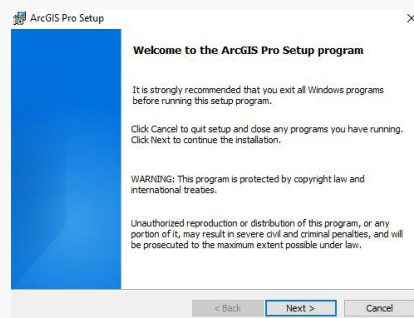 ArcGIS Pro Setup
Welcome to the ArcGIS Pro Setup program
It is strongly recommended that you exit all Windows programs
before running this setup program.
Click Cancel to quit setup and close any programs you have running.
Click Next to continue the installation.
WARNING: This program is protected by copyright law and
international treaties.
Unauthorized reproduction or distribution of this program, or any
portion of it, may result in severe civil and criminal penalties, and will
be prosecuted to the maximum extent possible under law.
< Back Next > Cancel